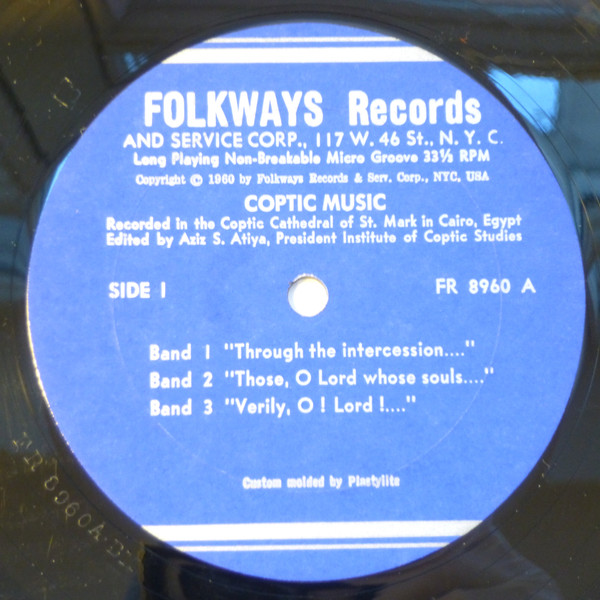 FOLKWAYS Records
AND SERVICE CORP., 117 W. 46 St., N. Y. C.
Long Playing Non-Breakable Micro Groove 33⅓ RPM
Copyright © 1960 by Folkways Records & Serv. Corp., NYC, USA
COPTIC MUSIC
Recorded in the Coptic Cathedral of St. Mark in Cairo, Egypt
Edited by Aziz S. Atiya, President Institute of Coptic Studies
SIDE I
FR 8960 A
Band 1 "Through the intercession...."
Band 2 "Those, O Lord whose souls...."
Band 3 "Verily, O! Lord!...."
Custom molded by Plastylite
FR 8960A